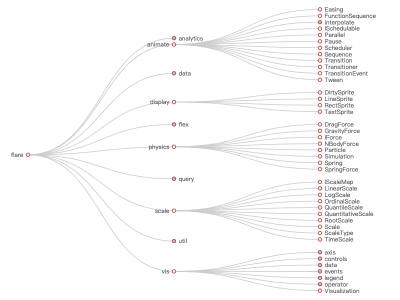 flare
analytics
animate
Easing
FunctionSequence
Interpolate
ISchedulable
Parallel
Pause
Scheduler
Sequence
Transition
Transitioner
TransitionEvent
Tween
data
display
DirtySprite
LineSprite
RectSprite
TextSprite
flex
physics
DragForce
GravityForce
IForce
NBodyForce
Particle
Simulation
Spring
SpringForce
query
scale
IScaleMap
LinearScale
LogScale
OrdinalScale
QuantileScale
QuantitativeScale
RootScale
Scale
ScaleType
TimeScale
util
vis
axis
controls
data
events
legend
operator
Visualization